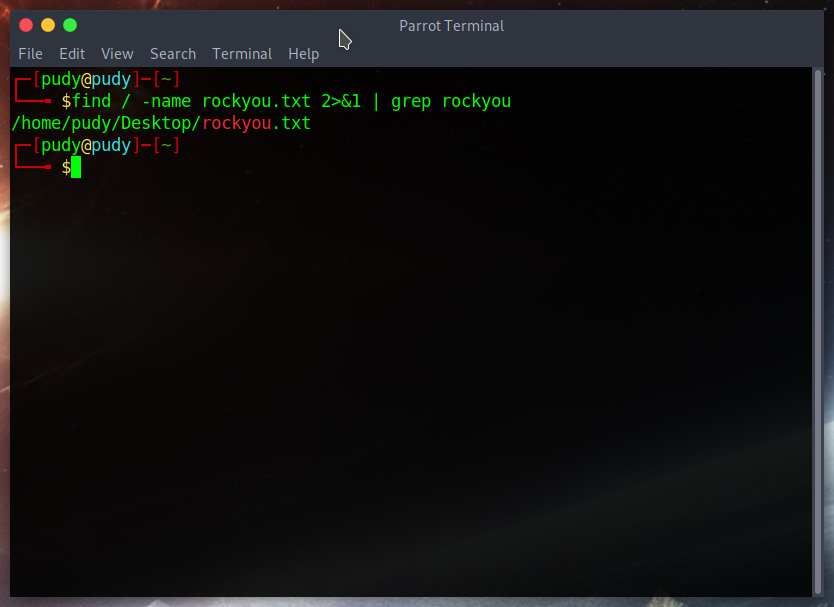 Parrot Terminal
File Edit View Search Terminal Help
┌─[pudy@pudy]─[~]
└──╼ $find / -name rockyou.txt 2>&1 | grep rockyou
/home/pudy/Desktop/rockyou.txt
┌─[pudy@pudy]─[~]
└──╼ $